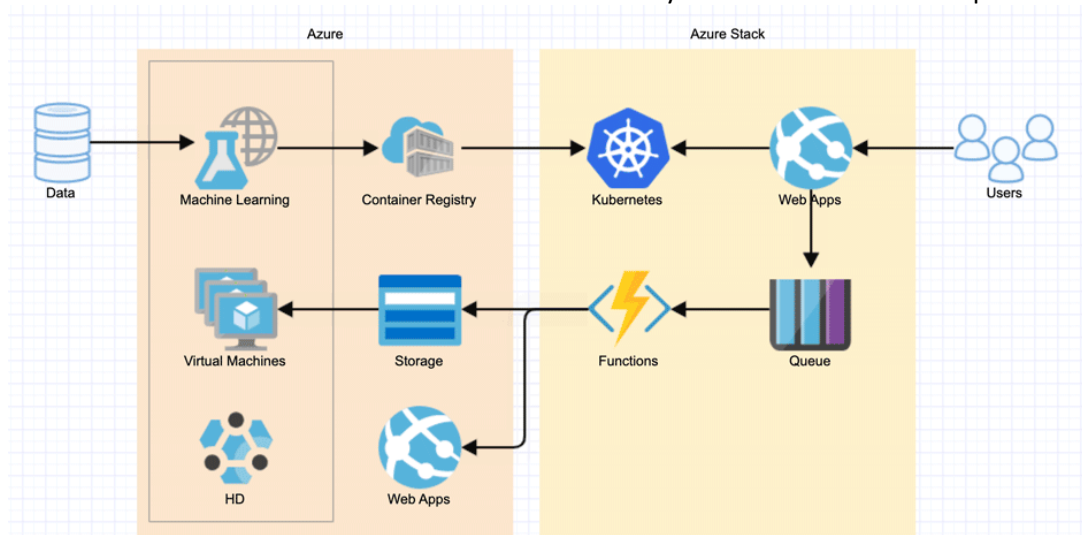 Azure
Azure Stack
Data
Machine Learning
Container Registry
Kubernetes
Web Apps
Users
Virtual Machines
Storage
Functions
Queue
HD
Web Apps